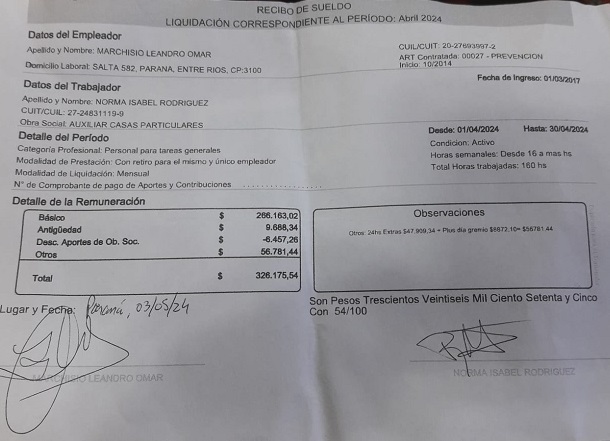 RECIBO DE SUELDO
LIQUIDACIÓN CORRESPONDIENTE AL PERÍODO: Abril 2024
Datos del Empleador
Apellido y Nombre: MARCHISIO LEANDRO OMAR
Domicilio Laboral: SALTA 582, PARANA, ENTRE RIOS, CP:3100
CUIL/CUIT: 20-27693997-2
ART Contratada: 00027 - PREVENCION
Inicio: 10/2014
Fecha de Ingreso: 01/03/2017
Datos del Trabajador
Apellido y Nombre: NORMA ISABEL RODRIGUEZ
CUIT/CUIL: 27-24831119-9
Obra Social: AUXILIAR CASAS PARTICULARES
Detalle del Período
Categoría Profesional: Personal para tareas generales
Modalidad de Prestación: Con retiro para el mismo y único empleador
Modalidad de Liquidación: Mensual
N° de Comprobante de pago de Aportes y Contribuciones
Desde: 01/04/2024 Hasta: 30/04/2024
Condicion: Activo
Horas semanales: Desde 16 a mas hs
Total Horas trabajadas: 160 hs
Detalle de la Remuneración
Básico $ 266.163,02
Antigüedad $ 9.688,34
Desc. Aportes de Ob. Soc. $ -6.457,26
Otros $ 56.781,44
Total $ 326.175,54
Observaciones
Otros: 24hs Extras $47.909,34 + Plus día gremio $8872.10= $56781.44
Son Pesos Trescientos Veintiseis Mil Ciento Setenta y Cinco
Con 54/100
Lugar y Fecha: Paraná, 03/05/24
MARCHISIO LEANDRO OMAR
NORMA ISABEL RODRIGUEZ